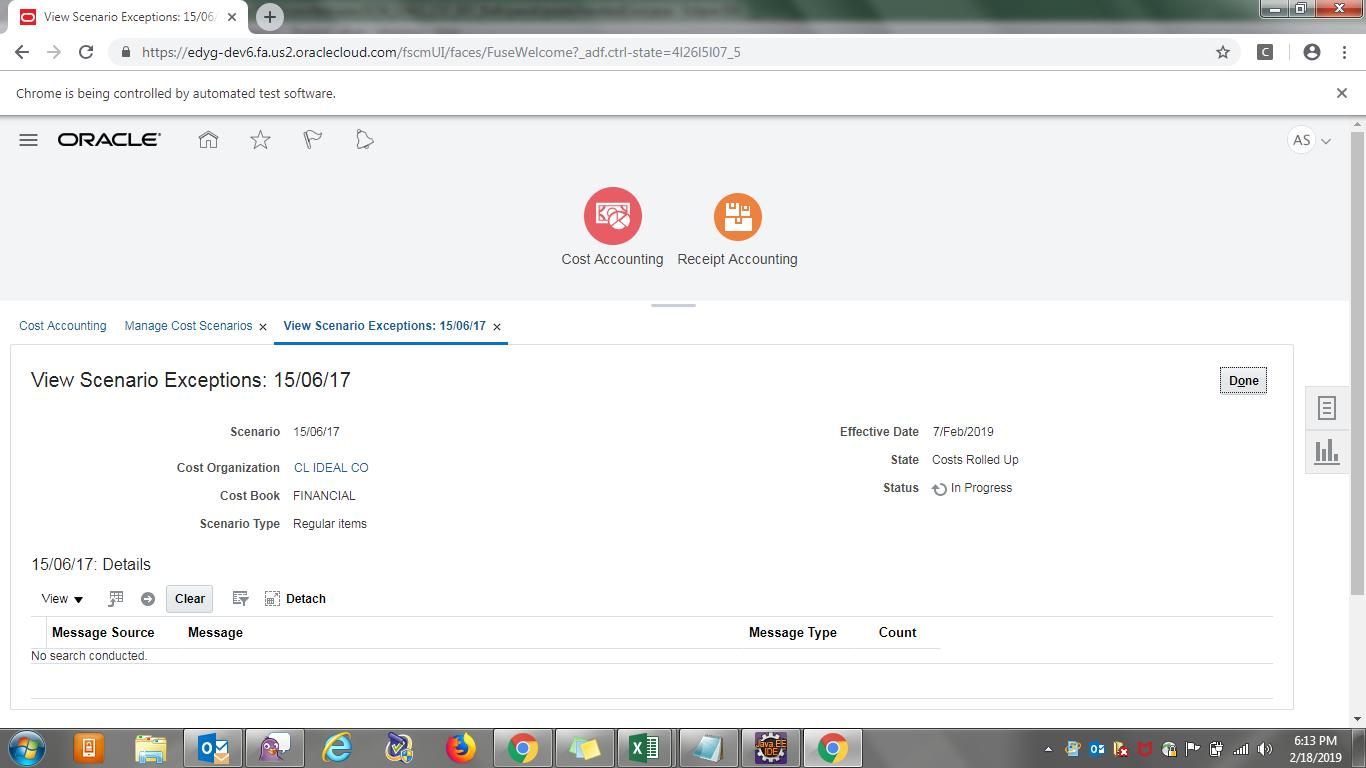 View Scenario Exceptions: 15/06/
https://edyg-dev6.fa.us2.oraclecloud.com/fscmUI/faces/FuseWelcome?_adf.ctrl-state=4l26l5l07_5
C
Chrome is being controlled by automated test software.
ORACLE
AS
Cost Accounting Receipt Accounting
Cost Accounting Manage Cost Scenarios View Scenario Exceptions: 15/06/17
View Scenario Exceptions: 15/06/17 Done
Scenario 15/06/17 Effective Date 7/Feb/2019
State Costs Rolled Up
Cost Organization CL IDEAL CO
Status In Progress
Cost Book FINANCIAL
Scenario Type Regular items
15/06/17: Details
View Clear Detach
Message Source Message Message Type Count
No search conducted.
Java EE
IDE
6:13 PM
2/18/2019